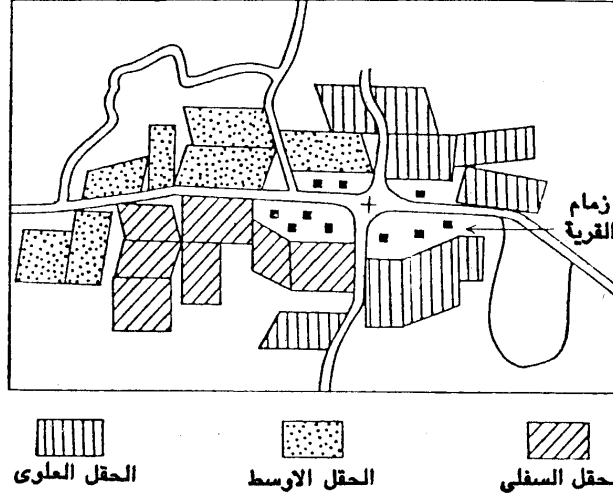 زمام
القرية
حقل السفلى
الحقل الاوسط
الحقل العلوى